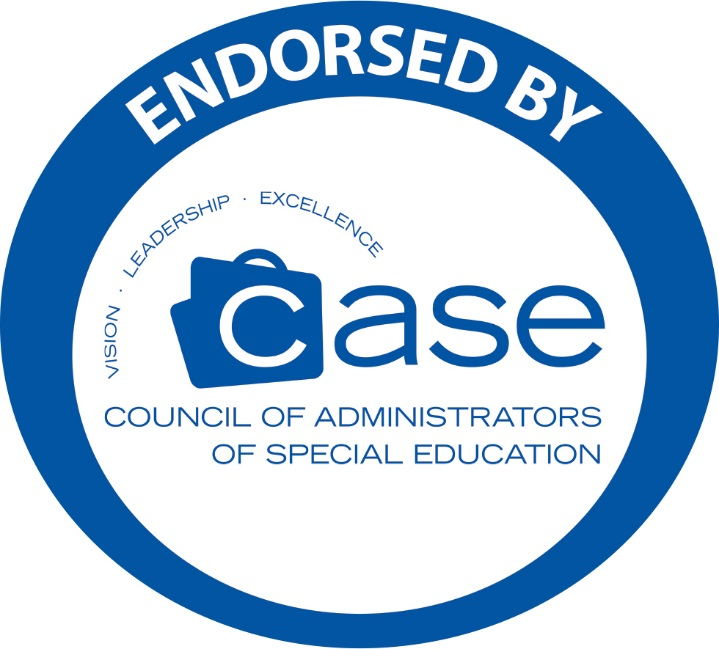 ENDORSED BY
VISION · LEADERSHIP · EXCELLENCE
case
COUNCIL OF ADMINISTRATORS
OF SPECIAL EDUCATION